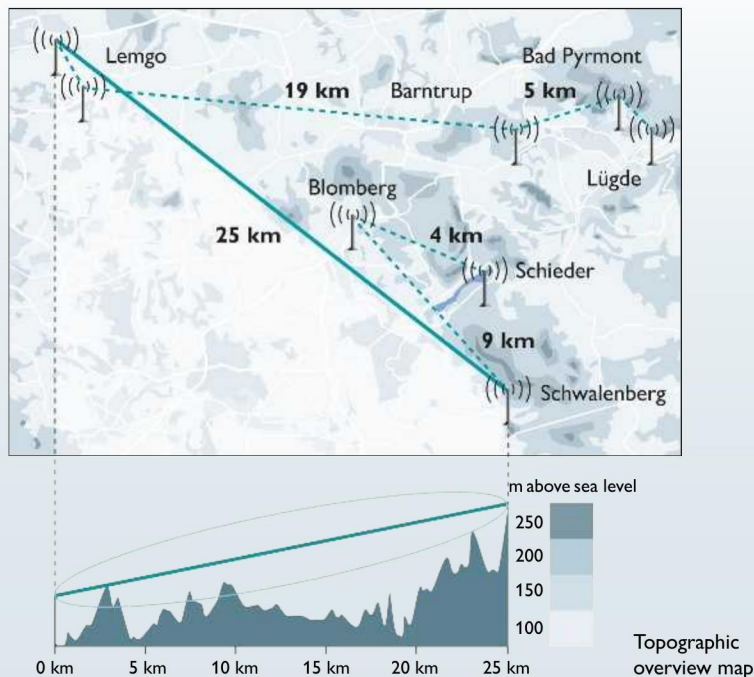 Lemgo
Bad Pyrmont
19 km
Barntrup
5 km
Lügde
Blomberg
25 km
4 km
Schieder
9 km
Schwalenberg
m above sea level
250
200
150
100
0 km
5 km
10 km
15 km
20 km
25 km
Topographic
overview map